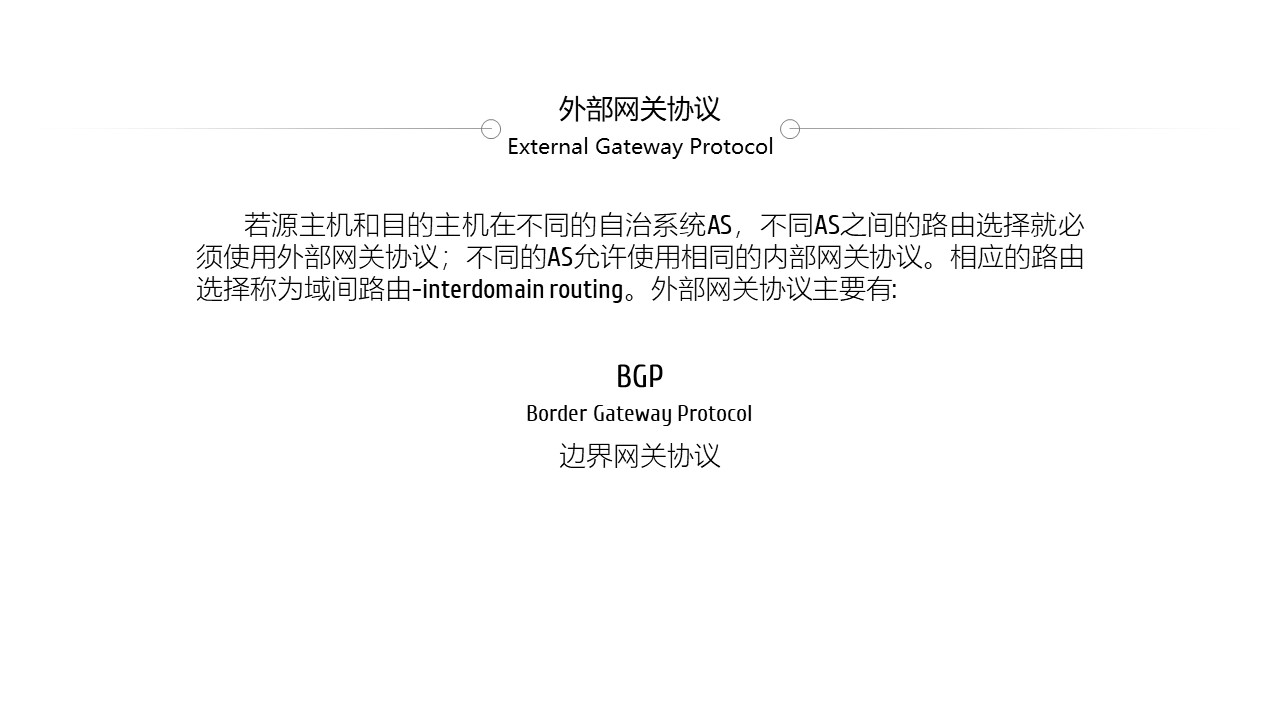 外部网关协议
External Gateway Protocol
若源主机和目的主机在不同的自治系统AS，不同AS之间的路由选择就必
须使用外部网关协议；不同的AS允许使用相同的内部网关协议。相应的路由
选择称为域间路由-interdomain routing。外部网关协议主要有:
BGP
Border Gateway Protocol
边界网关协议